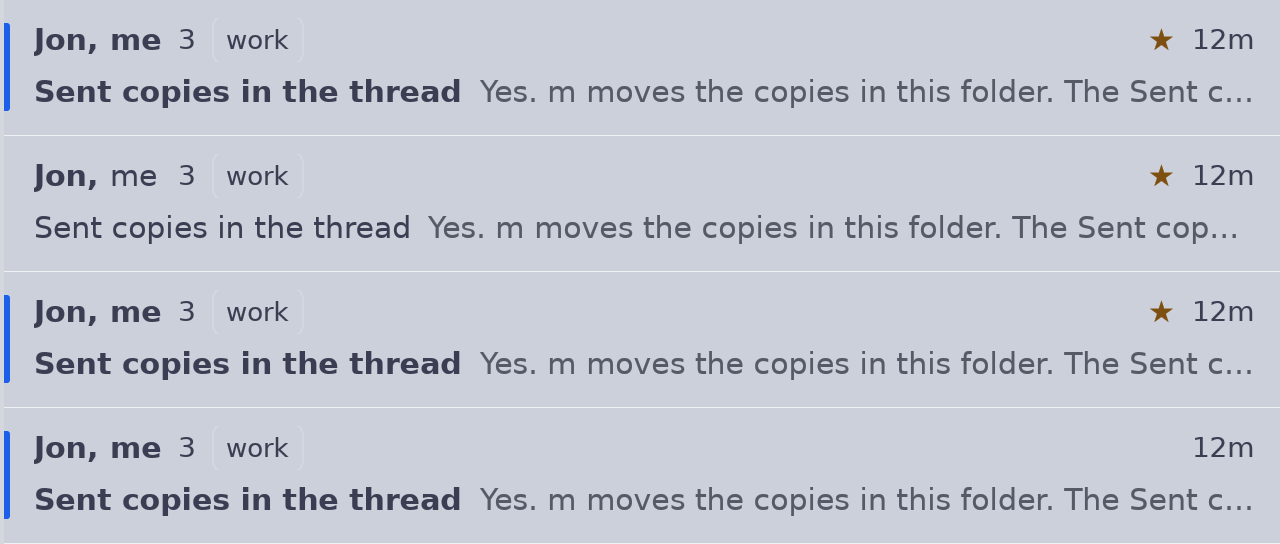 Jon, me 3 work ★ 12m
Sent copies in the thread Yes. m moves the copies in this folder. The Sent c…
Jon, me 3 work ★ 12m
Sent copies in the thread Yes. m moves the copies in this folder. The Sent cop…
Jon, me 3 work ★ 12m
Sent copies in the thread Yes. m moves the copies in this folder. The Sent c…
Jon, me 3 work 12m
Sent copies in the thread Yes. m moves the copies in this folder. The Sent c…